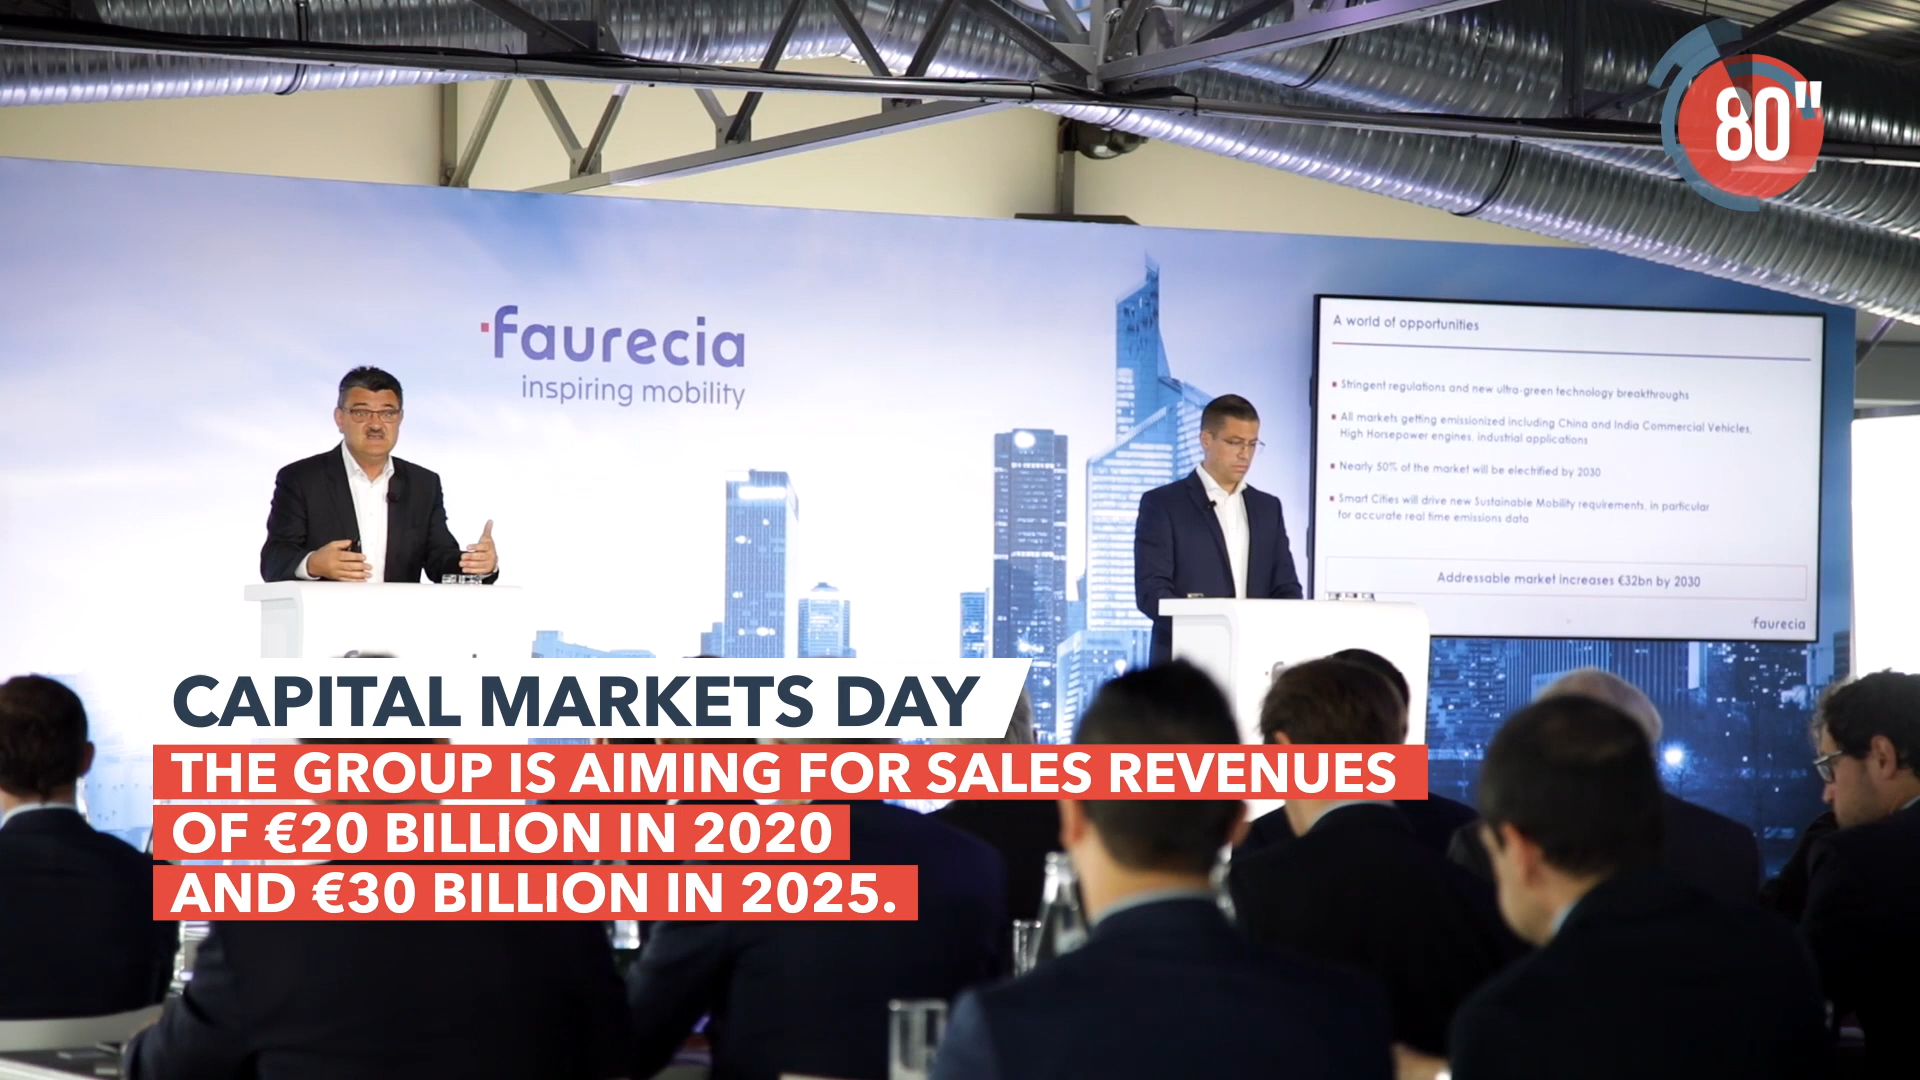 80"
faurecia
inspiring mobility
A world of opportunities
▪ Stringent regulations and new ultra-green technology breakthroughs
▪ All markets getting emissionized including China and India Commercial Vehicles,
High Horsepower engines, industrial applications
▪ Nearly 50% of the market will be electrified by 2030
▪ Smart Cities will drive new Sustainable Mobility requirements, in particular
for accurate real time emissions data
Addressable market increases €32bn by 2030
faurecia
CAPITAL MARKETS DAY
THE GROUP IS AIMING FOR SALES REVENUES
OF €20 BILLION IN 2020
AND €30 BILLION IN 2025.